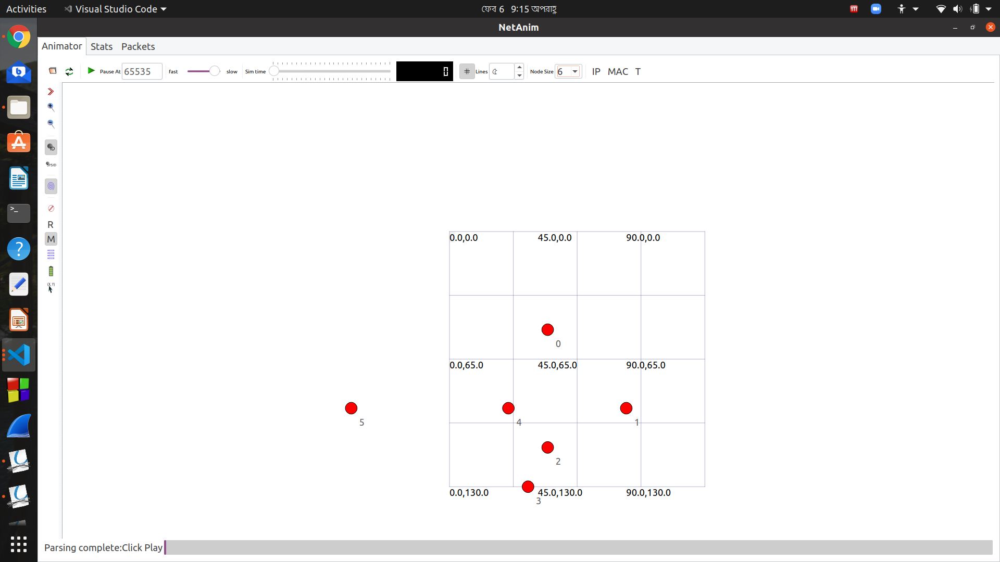 Activities Visual Studio Code ফেব 6 9:15 অপরাহ্ণ
NetAnim
Animator Stats Packets
Pause At 65535 fast slow Sim time 0 # Lines ৫ Node Size 6 IP MAC T
ID
SYSID
R
M
(X, Y)
0.0,0.0 45.0,0.0 90.0,0.0
0
0.0,65.0 45.0,65.0 90.0,65.0
5 4 1
2
0.0,130.0 45.0,130.0 90.0,130.0
3
Parsing complete:Click Play